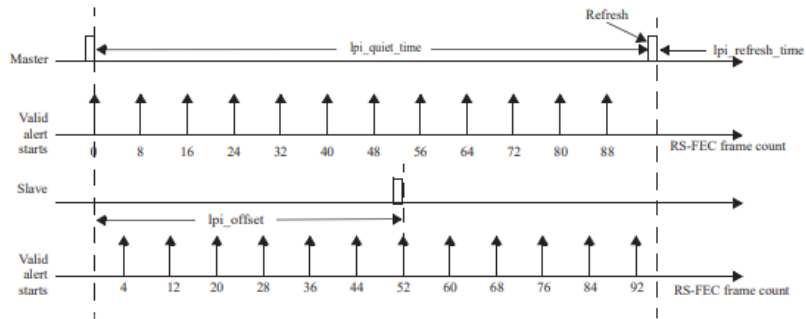 Refresh
lpi_quiet_time
lpi_refresh_time
Master
Valid
alert
starts
0 8 16 24 32 40 48 56 64 72 80 88
RS-FEC frame count
Slave
lpi_offset
Valid
alert
starts
4 12 20 28 36 44 52 60 68 76 84 92
RS-FEC frame count